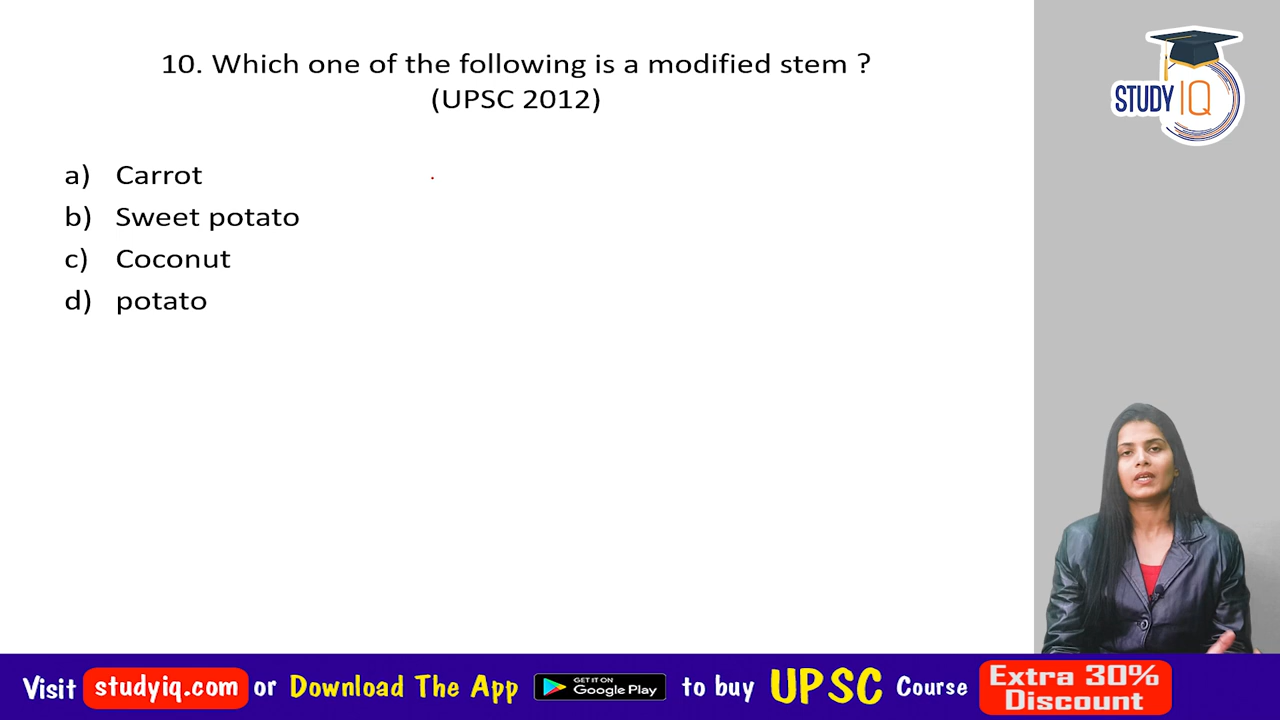 10. Which one of the following is a modified stem ?
(UPSC 2012)
a) Carrot
b) Sweet potato
c) Coconut
d) potato
STUDY IQ
Visit studyiq.com or Download The App GET IT ON Google Play to buy UPSC Course Extra 30% Discount